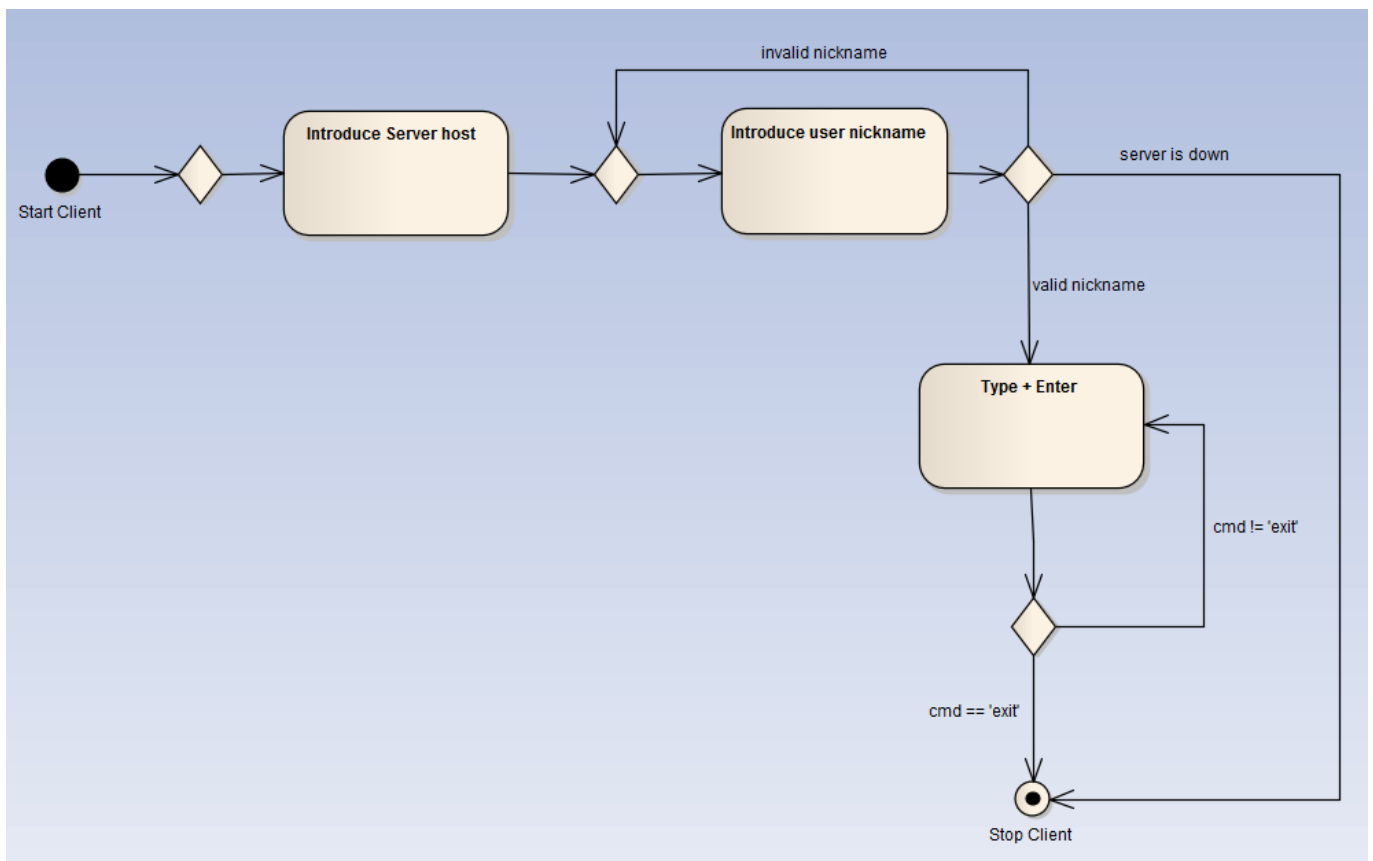 invalid nickname
Introduce Server host
Introduce user nickname
server is down
Start Client
valid nickname
Type + Enter
cmd != 'exit'
cmd == 'exit'
Stop Client